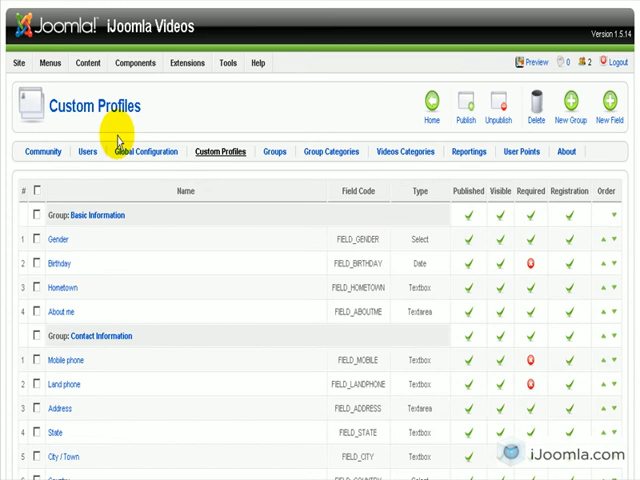 Joomla! iJoomla Videos
Version 1.5.14
Site Menus Content Components Extensions Tools Help Preview 0 2 Logout
Custom Profiles Home Publish Unpublish Delete New Group New Field
Community Users Global Configuration Custom Profiles Groups Group Categories Videos Categories Reportings User Points About
# Name Field Code Type Published Visible Required Registration Order
Group: Basic Information
1 Gender FIELD_GENDER Select
2 Birthday FIELD_BIRTHDAY Date
3 Hometown FIELD_HOMETOWN Textbox
4 About me FIELD_ABOUTME Textarea
Group: Contact Information
1 Mobile phone FIELD_MOBILE Textbox
2 Land phone FIELD_LANDPHONE Textbox
3 Address FIELD_ADDRESS Textarea
4 State FIELD_STATE Textbox
5 City / Town FIELD_CITY Textbox
iJoomla.com